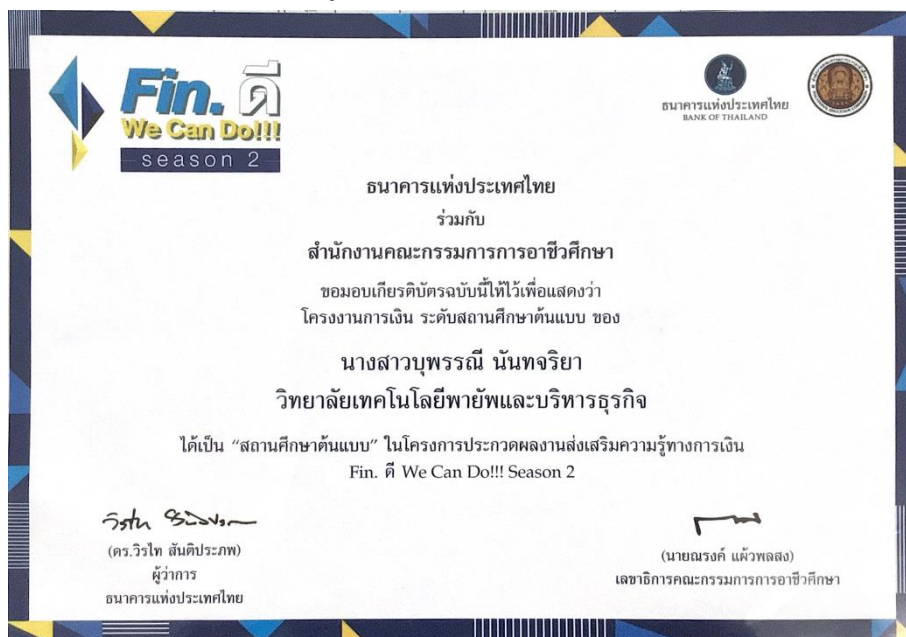 Fin. ดี
We Can Do!!!
season 2
ธนาคารแห่งประเทศไทย
BANK OF THAILAND
ธนาคารแห่งประเทศไทย
ร่วมกับ
สำนักงานคณะกรรมการการอาชีวศึกษา
ขอมอบเกียรติบัตรฉบับนี้ให้ไว้เพื่อแสดงว่า
โครงงานการเงิน ระดับสถานศึกษาต้นแบบ ของ
นางสาวบุพรรณี นันทจริยา
วิทยาลัยเทคโนโลยีพายัพและบริหารธุรกิจ
ได้เป็น “สถานศึกษาต้นแบบ” ในโครงการประกวดผลงานส่งเสริมความรู้ทางการเงิน
Fin. ดี We Can Do!!! Season 2
(ดร.วิรไท สันติประภพ)
ผู้ว่าการ
ธนาคารแห่งประเทศไทย
(นายณรงค์ แผ้วพลสง)
เลขาธิการคณะกรรมการการอาชีวศึกษา